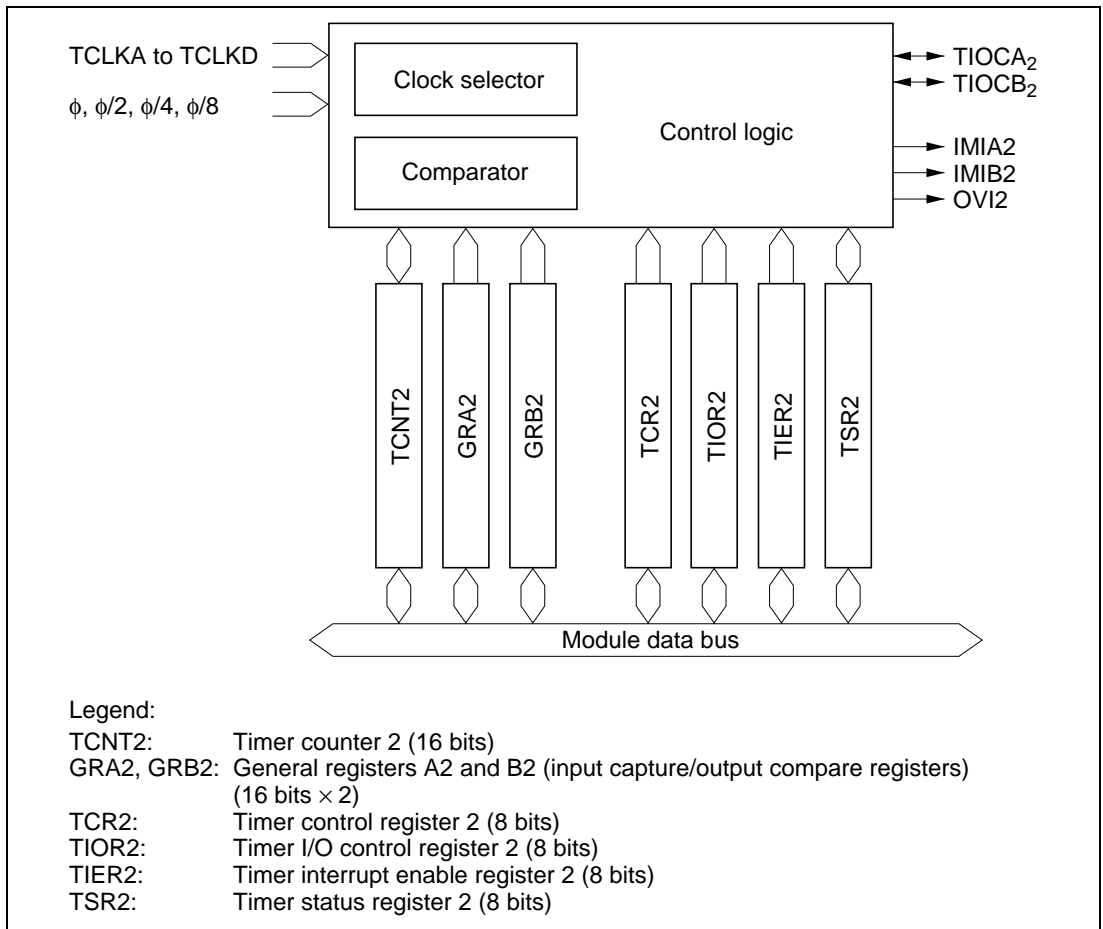 TCLKA to TCLKD
ϕ, ϕ/2, ϕ/4, ϕ/8
Clock selector
Comparator
Control logic
TIOCA₂
TIOCB₂
IMIA2
IMIB2
OVI2
TCNT2
GRA2
GRB2
TCR2
TIOR2
TIER2
TSR2
Module data bus
Legend:
TCNT2: Timer counter 2 (16 bits)
GRA2, GRB2: General registers A2 and B2 (input capture/output compare registers)
(16 bits × 2)
TCR2: Timer control register 2 (8 bits)
TIOR2: Timer I/O control register 2 (8 bits)
TIER2: Timer interrupt enable register 2 (8 bits)
TSR2: Timer status register 2 (8 bits)